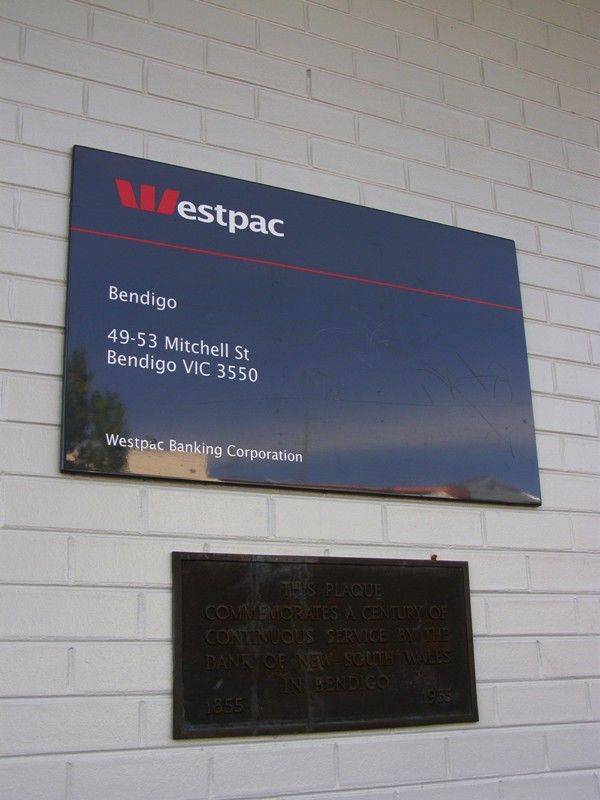 Westpac
Bendigo
49-53 Mitchell St
Bendigo VIC 3550
Westpac Banking Corporation
THIS PLAQUE
COMMEMORATES A CENTURY OF
CONTINUOUS SERVICE BY THE
BANK OF NEW SOUTH WALES
IN BENDIGO
1855 1955